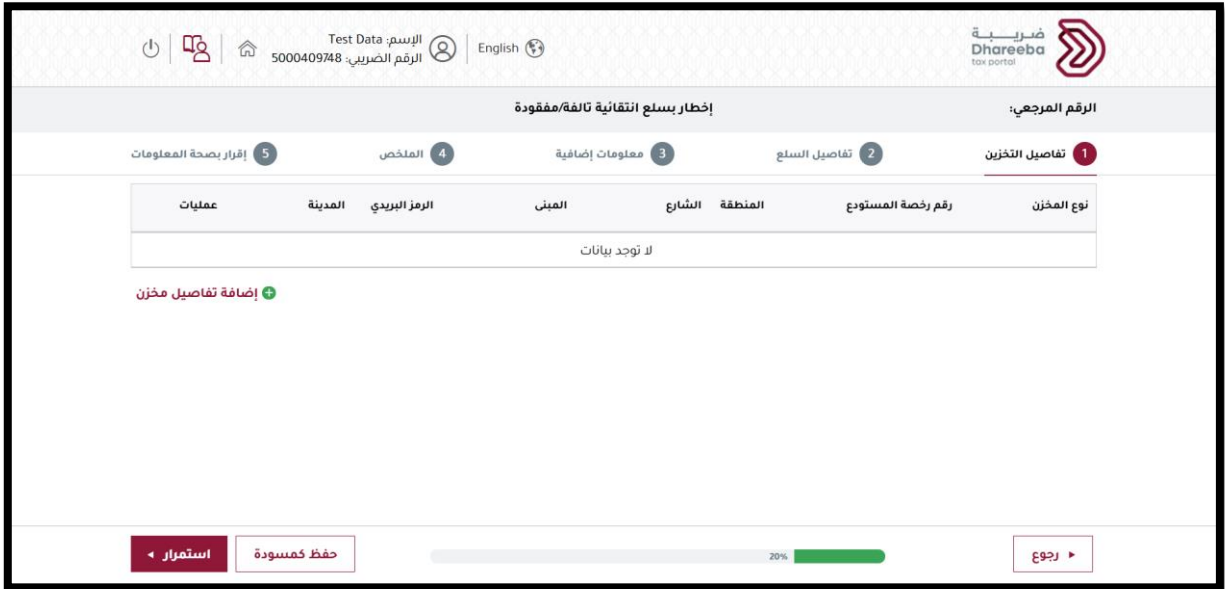 ضريبة
Dhareeba
tax portal
English
الإسم: Test Data
الرقم الضريبي: 5000409748
الرقم المرجعي:
إخطار بسلع انتقائية تالفة/مفقودة
1 تفاصيل التخزين
2 تفاصيل السلع
3 معلومات إضافية
4 الملخص
5 إقرار بصحة المعلومات
نوع المخزن رقم رخصة المستودع المنطقة الشارع المبنى الرمز البريدي المدينة عمليات
لا توجد بيانات
إضافة تفاصيل مخزن
رجوع
20%
حفظ كمسودة
استمرار